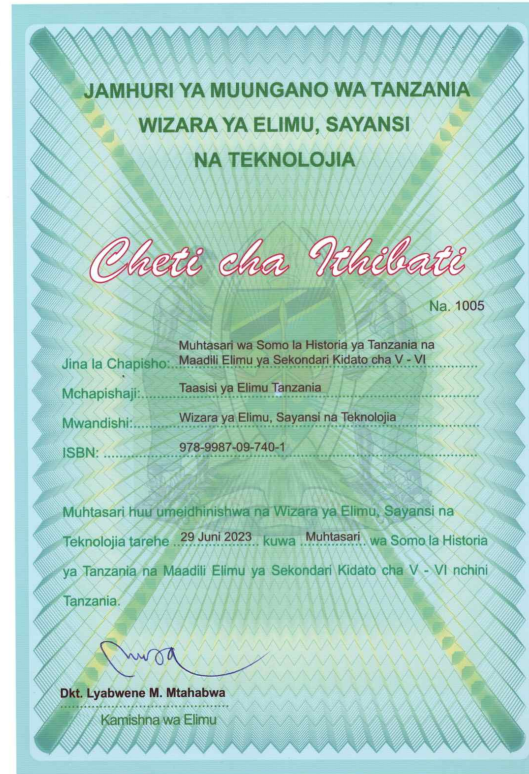 JAMHURI YA MUUNGANO WA TANZANIA
WIZARA YA ELIMU, SAYANSI
NA TEKNOLOJIA
Cheti cha Ithibati
Na. 1005
Jina la Chapisho: Muhtasari wa Somo la Historia ya Tanzania na
Maadili Elimu ya Sekondari Kidato cha V - VI
Mchapishaji: Taasisi ya Elimu Tanzania
Mwandishi: Wizara ya Elimu, Sayansi na Teknolojia
ISBN: 978-9987-09-740-1
Muhtasari huu umeidhinishwa na Wizara ya Elimu, Sayansi na
Teknolojia tarehe 29 Juni 2023 kuwa Muhtasari wa Somo la Historia
ya Tanzania na Maadili Elimu ya Sekondari Kidato cha V - VI nchini
Tanzania.
Dkt. Lyabwene M. Mtahabwa
Kamishna wa Elimu